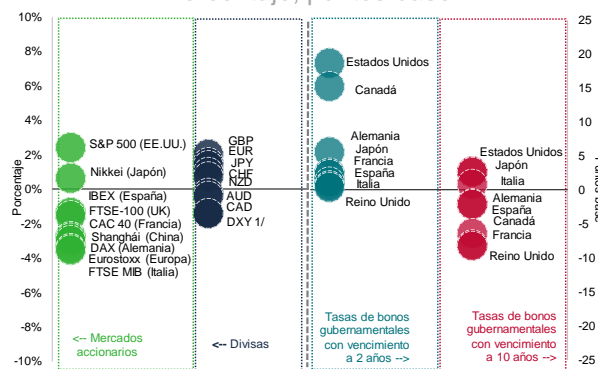 10%
8%
6%
4%
2%
0%
-2%
-4%
-6%
-8%
-10%
Porcentaje
S&P 500 (EE.UU.)
Nikkei (Japón)
IBEX (España)
FTSE-100 (UK)
CAC 40 (Francia)
Shanghái (China)
DAX (Alemania)
Eurostoxx (Europa)
FTSE MIB (Italia)
<-- Mercados
accionarios
GBP
EUR
JPY
CHF
NZD
AUD
CAD
DXY 1/
<-- Divisas
Estados Unidos
Canadá
Alemania
Japón
Francia
España
Italia
Reino Unido
Tasas de bonos
gubernamentales
con vencimiento
a 2 años -->
Estados Unidos
Japón
Italia
Alemania
España
Canadá
Francia
Reino Unido
Tasas de bonos
gubernamentales
con vencimiento
a 10 años -->
25
20
15
10
5
0
-5
-10
-15
-20
-25